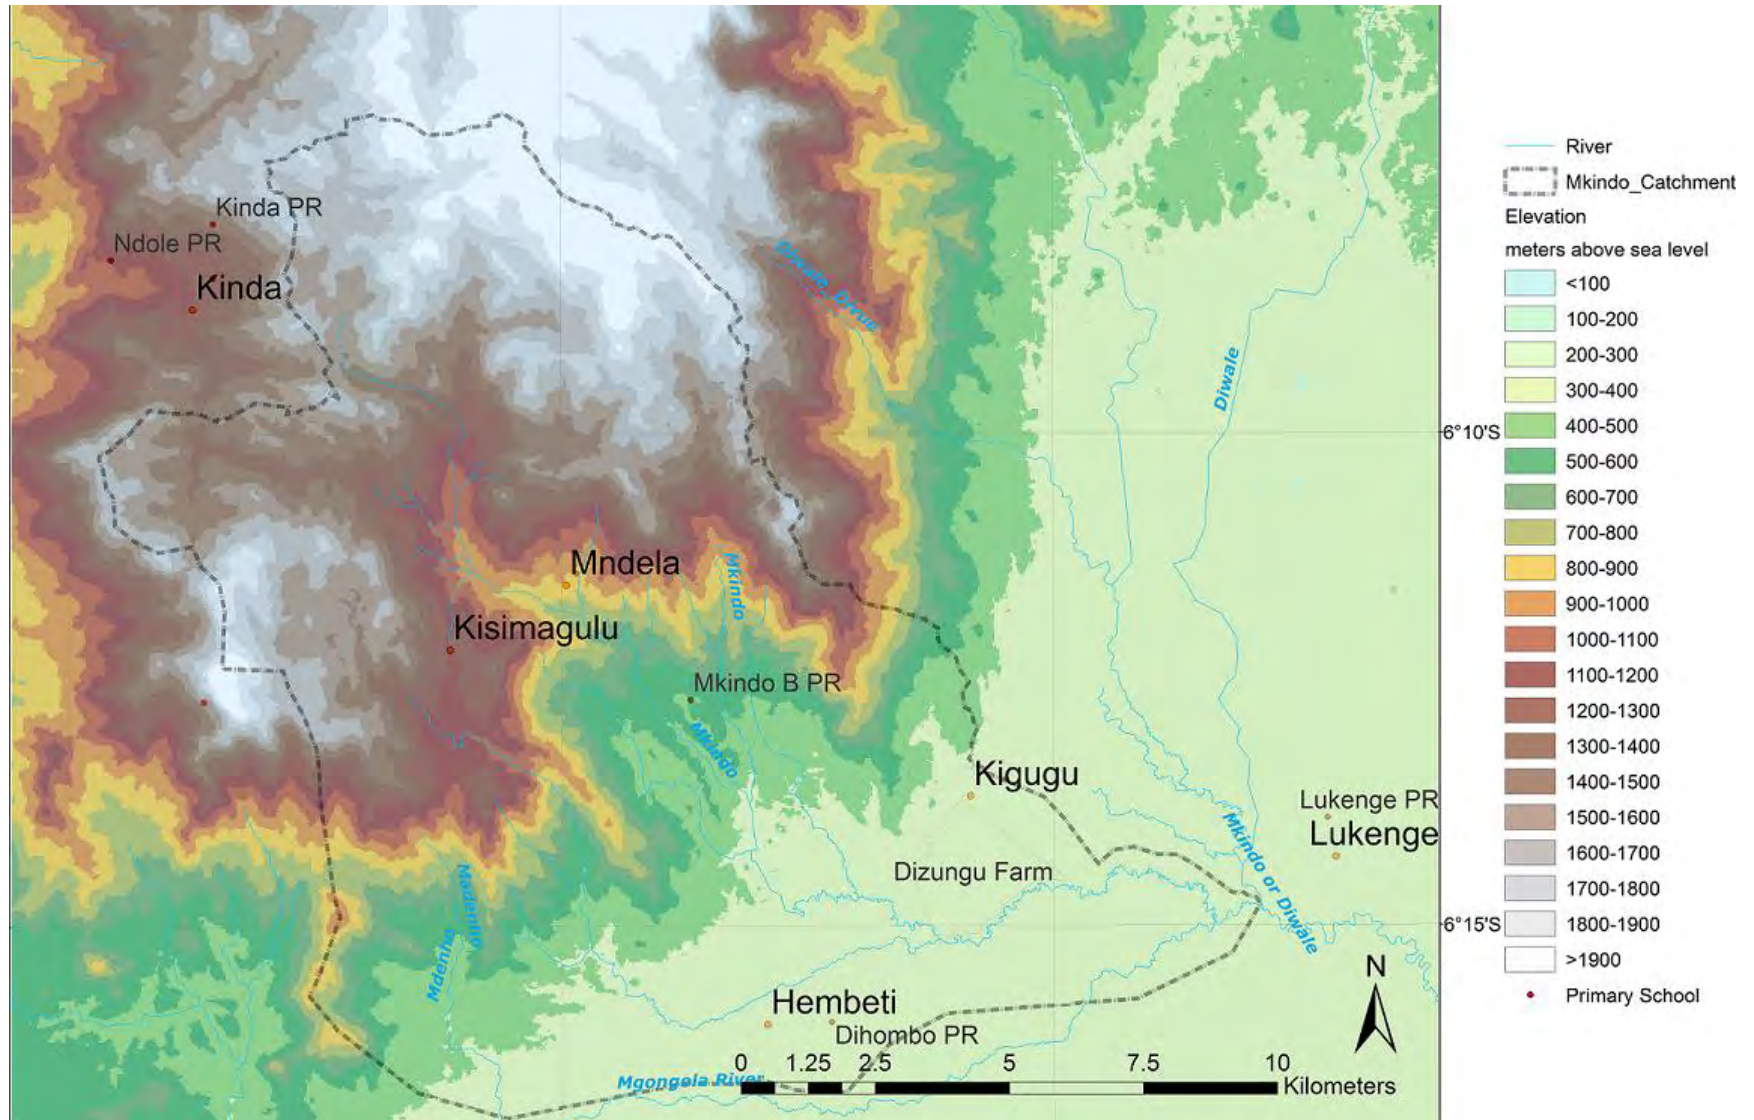 Kinda PR
Ndole PR
Kinda
Diwale_Divue
Diwale
6°10'S
Mndela
Mkindo
Kisimagulu
Mkindo B PR
Mkindo
Kigugu
Lukenge PR
Lukenge
Mkindo or Diwale
Dizungu Farm
6°15'S
Mdenho
Hembeti
Dihombo PR
Mgongola River
N
0 1.25 2.5 5 7.5 10
Kilometers
River
Mkindo_Catchment
Elevation
meters above sea level
<100
100-200
200-300
300-400
400-500
500-600
600-700
700-800
800-900
900-1000
1000-1100
1100-1200
1200-1300
1300-1400
1400-1500
1500-1600
1600-1700
1700-1800
1800-1900
>1900
Primary School